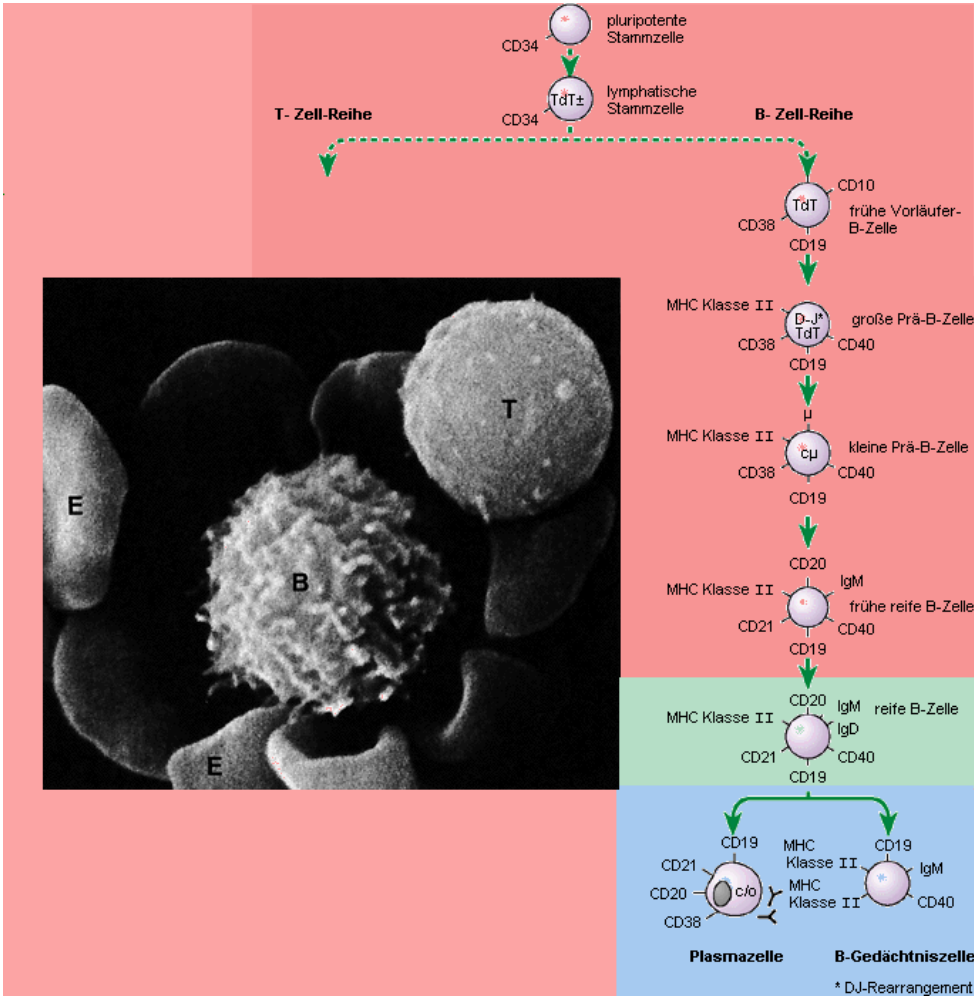 pluripotente
Stammzelle
CD34
TdT±
lymphatische
Stammzelle
CD34
T- Zell-Reihe
B- Zell-Reihe
CD10
TdT
frühe Vorläufer-
B-Zelle
CD38
CD19
MHC Klasse II
D-J*
TdT
große Prä-B-Zelle
CD38
CD40
CD19
µ
MHC Klasse II
cµ
kleine Prä-B-Zelle
CD38
CD40
CD19
CD20
IgM
MHC Klasse II
frühe reife B-Zelle
CD21
CD40
CD19
CD20
IgM
reife B-Zelle
MHC Klasse II
IgD
CD21
CD40
CD19
T
E
B
E
CD19
CD21
CD20
c/o
CD38
MHC
Klasse II
MHC
Klasse II
CD19
IgM
CD40
Plasmazelle
B-Gedächtniszelle
* DJ-Rearrangement